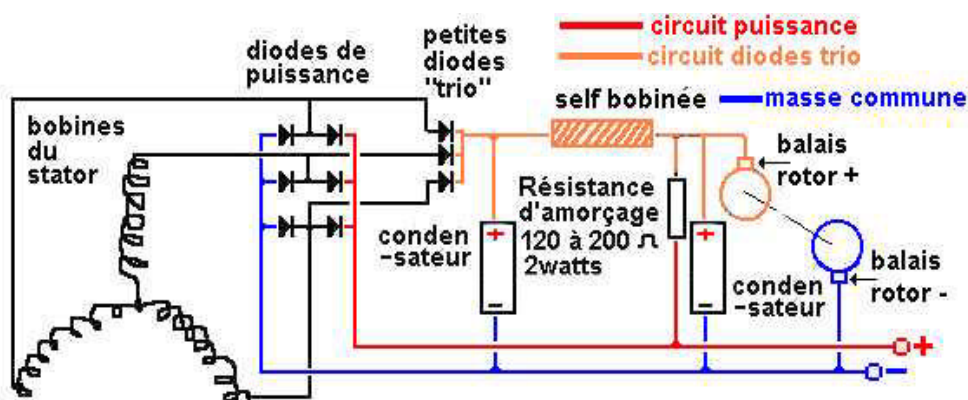 diodes de
puissance
petites
diodes
"trio"
circuit puissance
circuit diodes trio
self bobinée
masse commune
bobines
du
stator
balais
rotor +
Résistance
d'amorçage
120 à 200 Ω
2watts
conden
-sateur
+
−
conden
-sateur
+
−
balais
rotor -
+
−